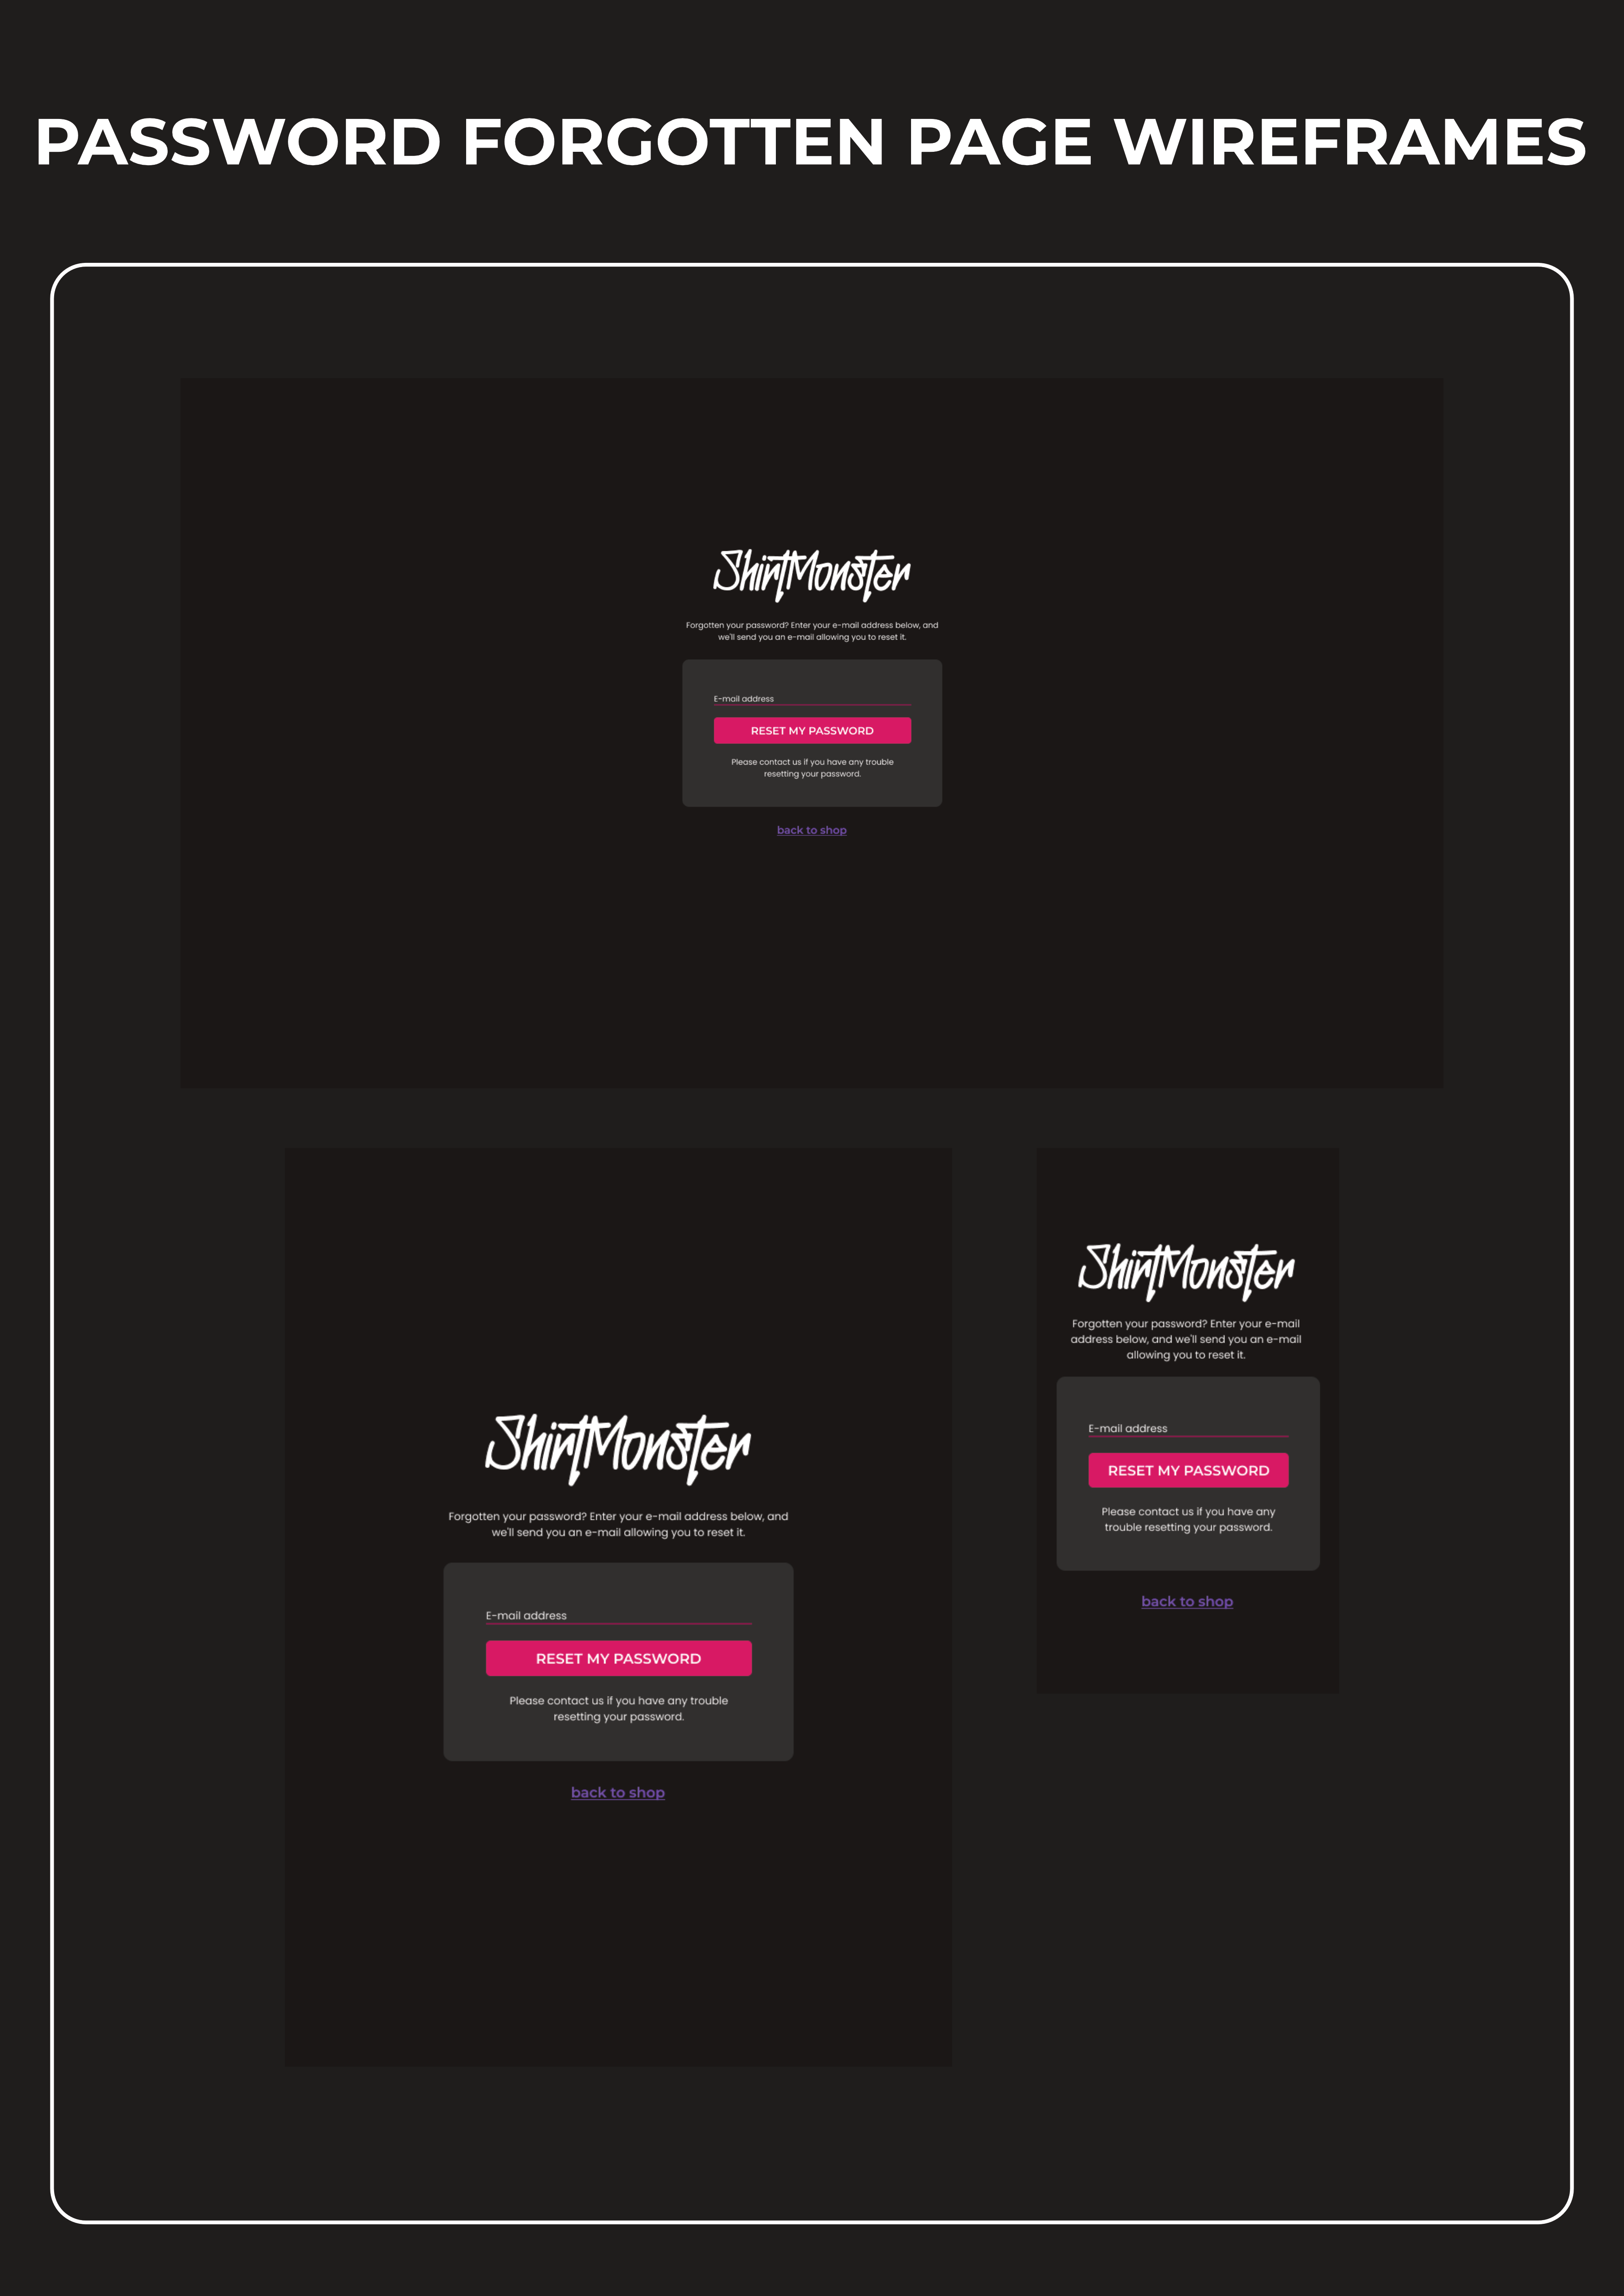 PASSWORD FORGOTTEN PAGE WIREFRAMES
ShirtMonster
Forgotten your password? Enter your e-mail address below, and
we'll send you an e-mail allowing you to reset it.
E-mail address
RESET MY PASSWORD
Please contact us if you have any trouble
resetting your password.
back to shop
ShirtMonster
Forgotten your password? Enter your e-mail address below, and
we'll send you an e-mail allowing you to reset it.
E-mail address
RESET MY PASSWORD
Please contact us if you have any trouble
resetting your password.
back to shop
ShirtMonster
Forgotten your password? Enter your e-mail
address below, and we'll send you an e-mail
allowing you to reset it.
E-mail address
RESET MY PASSWORD
Please contact us if you have any
trouble resetting your password.
back to shop